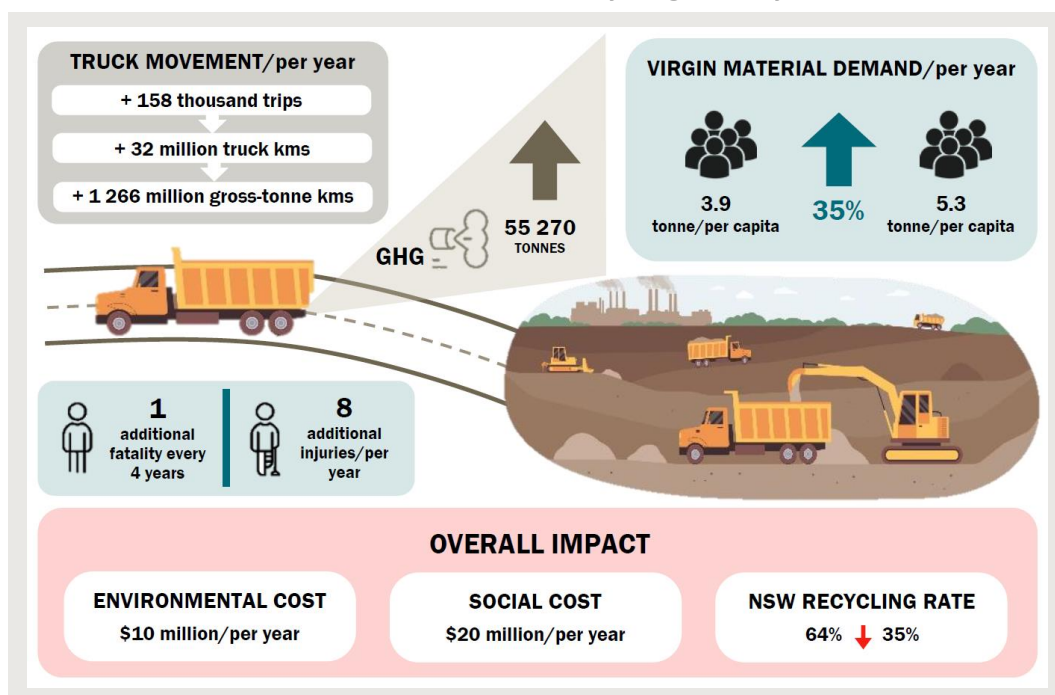 TRUCK MOVEMENT/per year
+ 158 thousand trips
+ 32 million truck kms
+ 1 266 million gross-tonne kms
GHG
55 270
TONNES
VIRGIN MATERIAL DEMAND/per year
3.9
tonne/per capita
35%
5.3
tonne/per capita
1
additional
fatality every
4 years
8
additional
injuries/per
year
OVERALL IMPACT
ENVIRONMENTAL COST
$10 million/per year
SOCIAL COST
$20 million/per year
NSW RECYCLING RATE
64% 35%